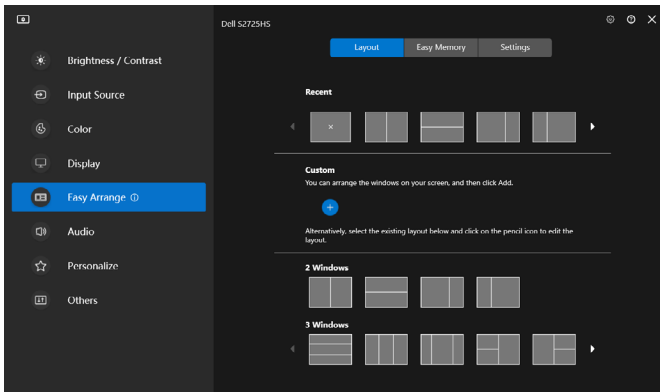 Dell S2725HS
Brightness / Contrast
Input Source
Color
Display
Easy Arrange
Audio
Personalize
Others
Layout
Easy Memory
Settings
Recent
Custom
You can arrange the windows on your screen, and then click Add.
Alternatively, select the existing layout below and click on the pencil icon to edit the
layout.
2 Windows
3 Windows